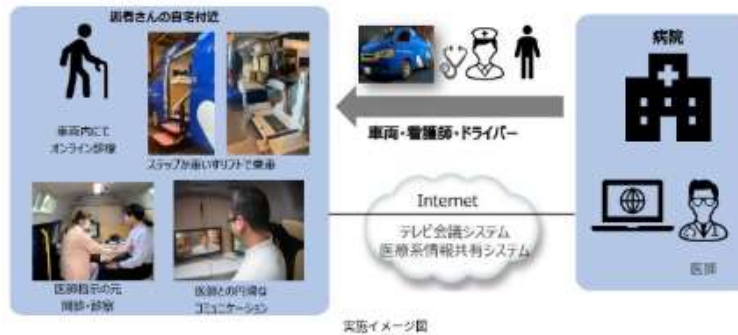 患者さんの自宅付近
車両内にて
オンライン診療
ステップか車いすリフトで乗車
医師指示の元
問診・診察
医師との円滑な
コミュニケーション
車両・看護師・ドライバー
Internet
テレビ会議システム
医療系情報共有システム
病院
医師
実施イメージ図